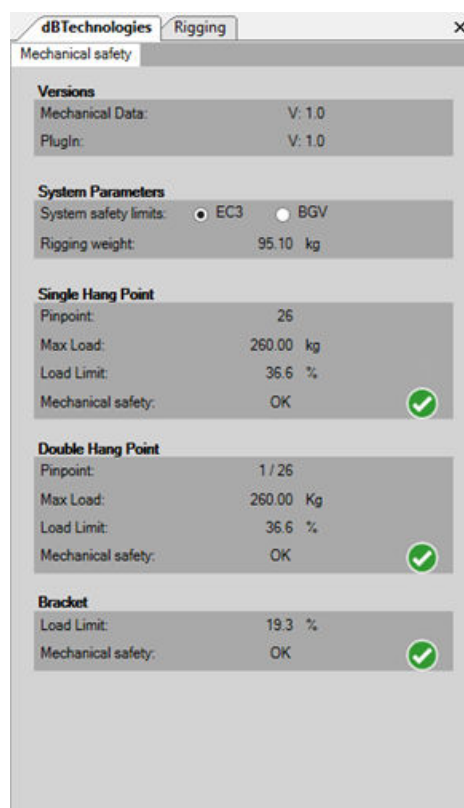 dBTechnologies Rigging
Mechanical safety
Versions
Mechanical Data: V: 1.0
PlugIn: V: 1.0
System Parameters
System safety limits: EC3 BGV
Rigging weight: 95.10 kg
Single Hang Point
Pinpoint: 26
Max Load: 260.00 kg
Load Limit: 36.6 %
Mechanical safety: OK
Double Hang Point
Pinpoint: 1 / 26
Max Load: 260.00 Kg
Load Limit: 36.6 %
Mechanical safety: OK
Bracket
Load Limit: 19.3 %
Mechanical safety: OK